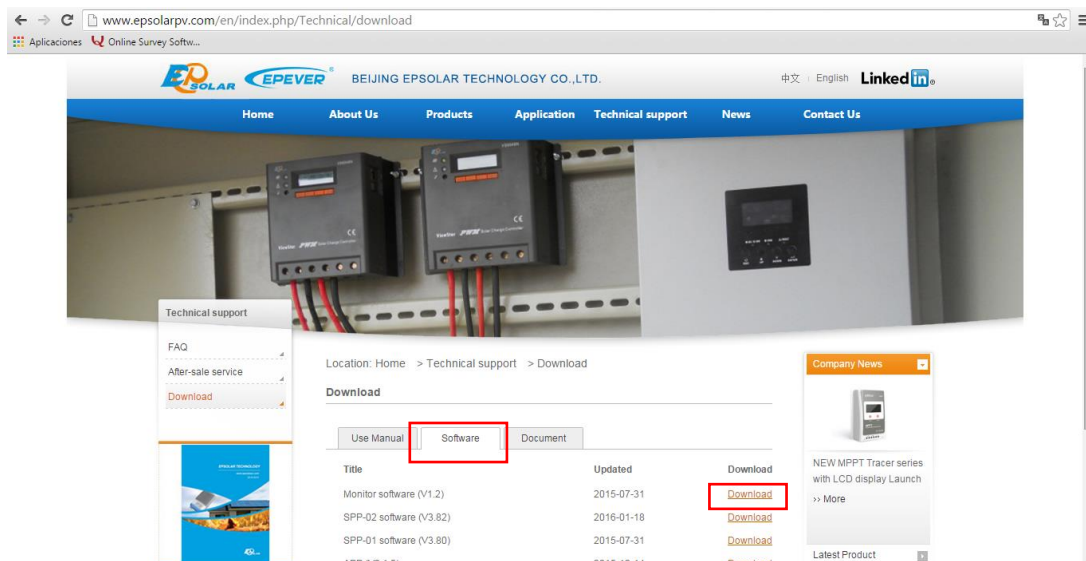 www.epsolarpv.com/en/index.php/Technical/download
Aplicaciones Online Survey Softw...
EPSOLAR EPEVER® BEIJING EPSOLAR TECHNOLOGY CO.,LTD. 中文 | English Linked in®
Home About Us Products Application Technical support News Contact Us
Technical support
FAQ
After-sale service
Download
Location: Home > Technical support > Download
Download
Use Manual Software Document
Title Updated Download
Monitor software (V1.2) 2015-07-31 Download
SPP-02 software (V3.82) 2016-01-18 Download
SPP-01 software (V3.80) 2015-07-31 Download
Company News
NEW MPPT Tracer series
with LCD display Launch
>> More
Latest Product